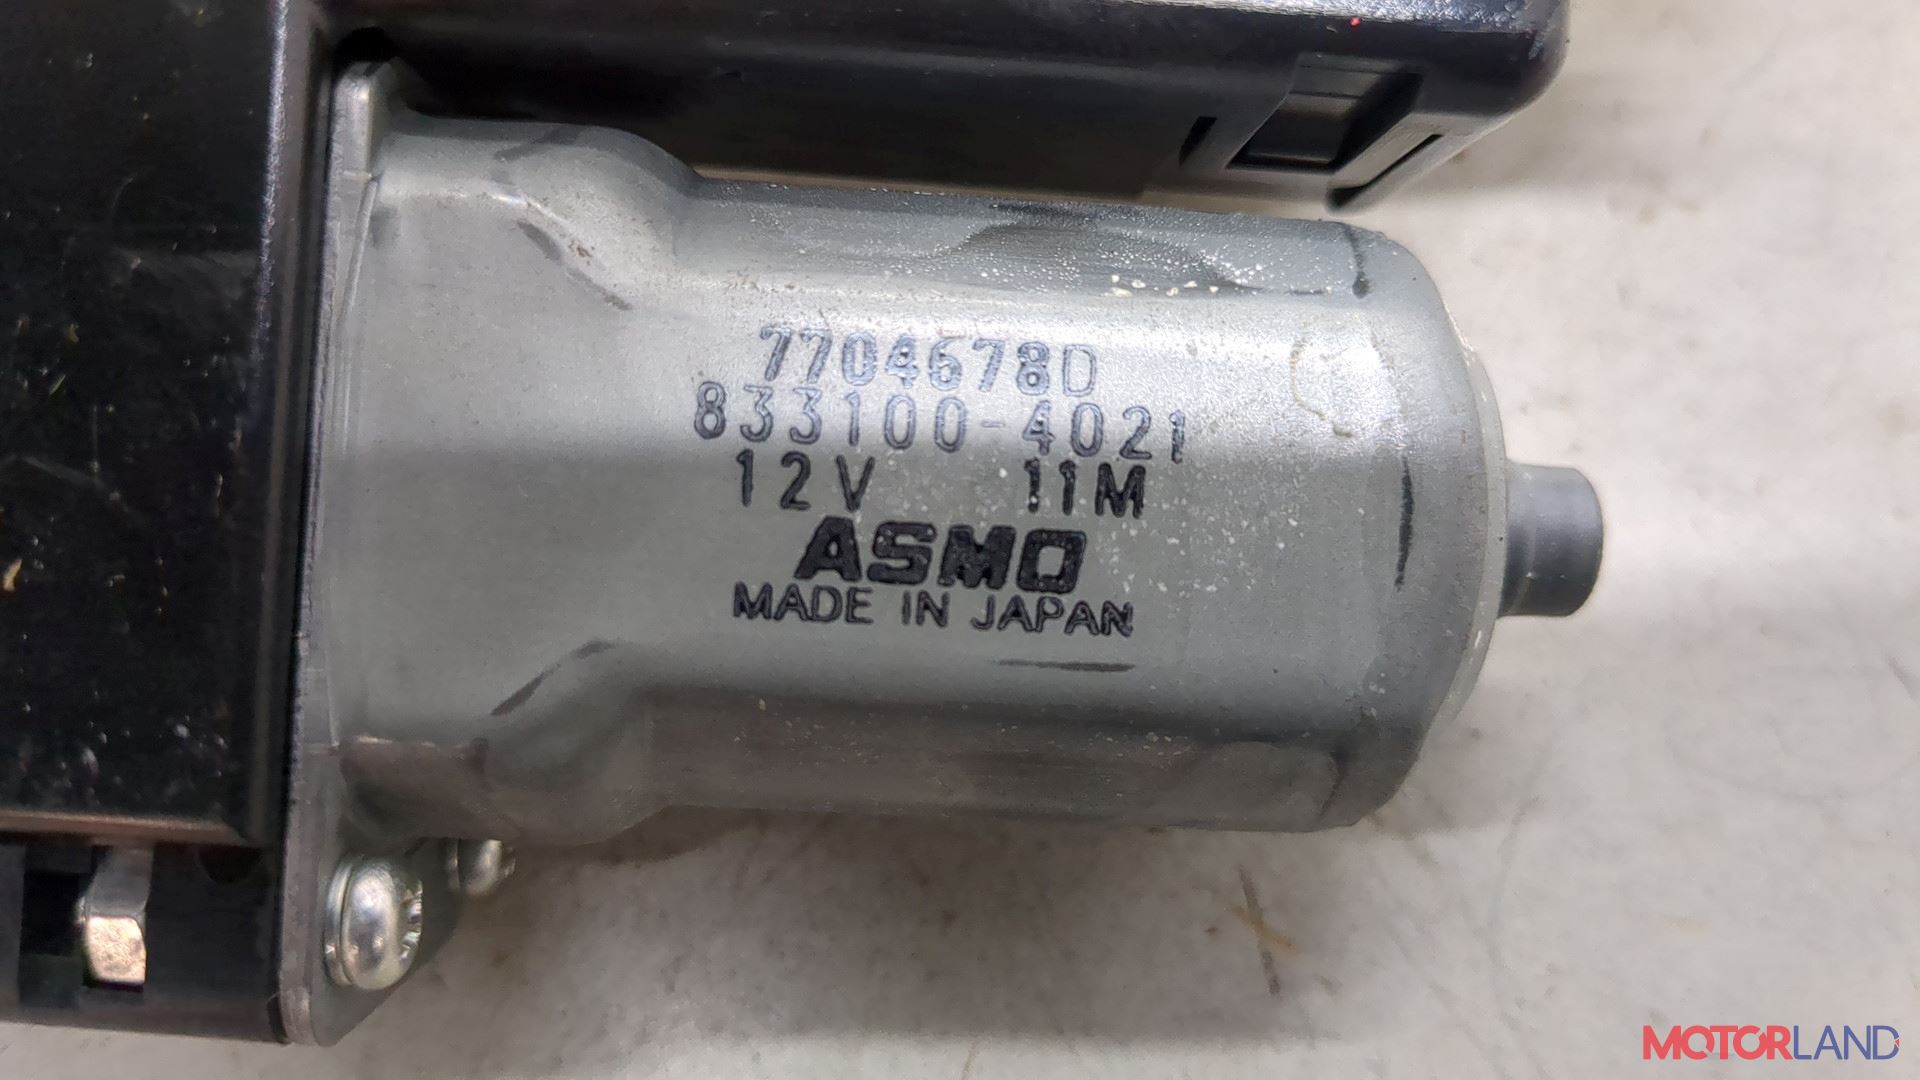 7704678D
833100-4021
12V 11M
ASMO
MADE IN JAPAN
MOTORLAND